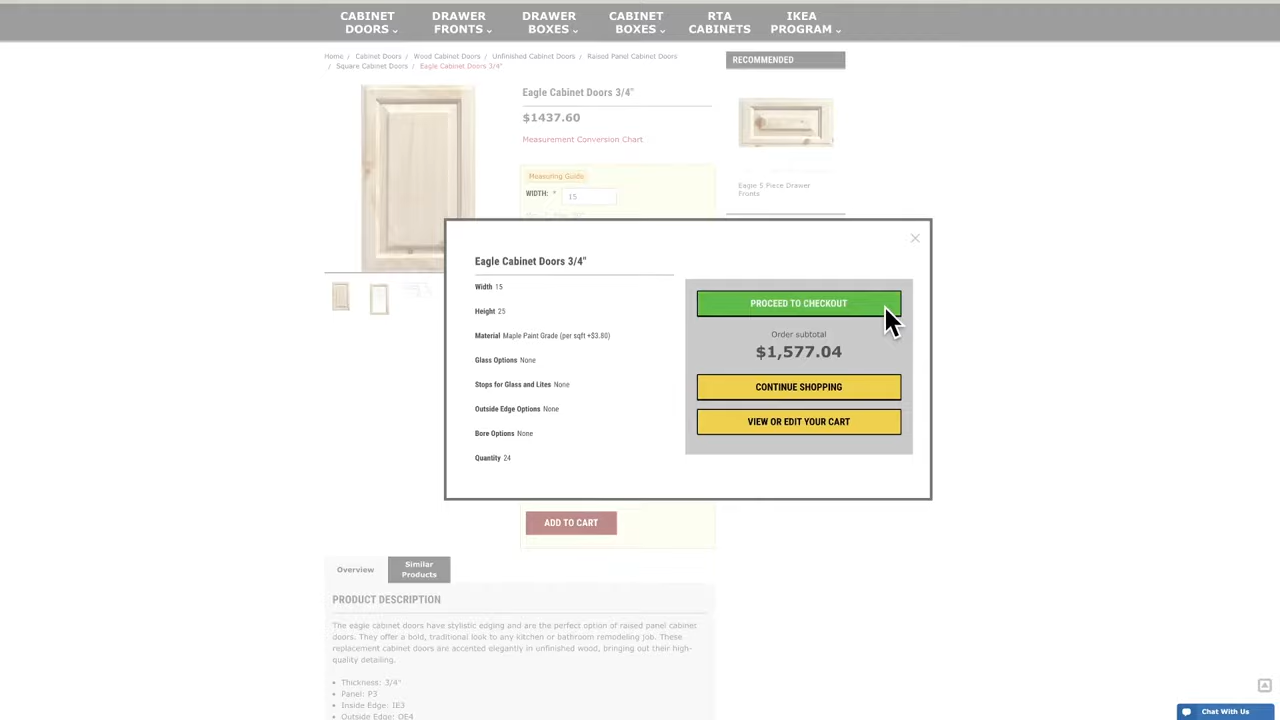 CABINET DOORS
DRAWER FRONTS
DRAWER BOXES
CABINET BOXES
RTA CABINETS
IKEA PROGRAM
Home / Cabinet Doors / Wood Cabinet Doors / Unfinished Cabinet Doors / Raised Panel Cabinet Doors
/ Square Cabinet Doors / Eagle Cabinet Doors 3/4"
RECOMMENDED
Eagle Cabinet Doors 3/4"
$1437.60
Measurement Conversion Chart
Measuring Guide
WIDTH: * 15
Eagle 5 Piece Drawer
Fronts
Eagle Cabinet Doors 3/4"
Width 15
Height 25
Material Maple Paint Grade (per sqft +$3.80)
Glass Options None
Stops for Glass and Lites None
Outside Edge Options None
Bore Options None
Quantity 24
PROCEED TO CHECKOUT
Order subtotal
$1,577.04
CONTINUE SHOPPING
VIEW OR EDIT YOUR CART
ADD TO CART
Overview
Similar
Products
PRODUCT DESCRIPTION
The eagle cabinet doors have stylistic edging and are the perfect option of raised panel cabinet
doors. They offer a bold, traditional look to any kitchen or bathroom remodeling job. These
replacement cabinet doors are accented elegantly in unfinished wood, bringing out their high-
quality detailing.
• Thickness: 3/4"
• Panel: P3
• Inside Edge: IE3
• Outside Edge: OE4
Chat With Us